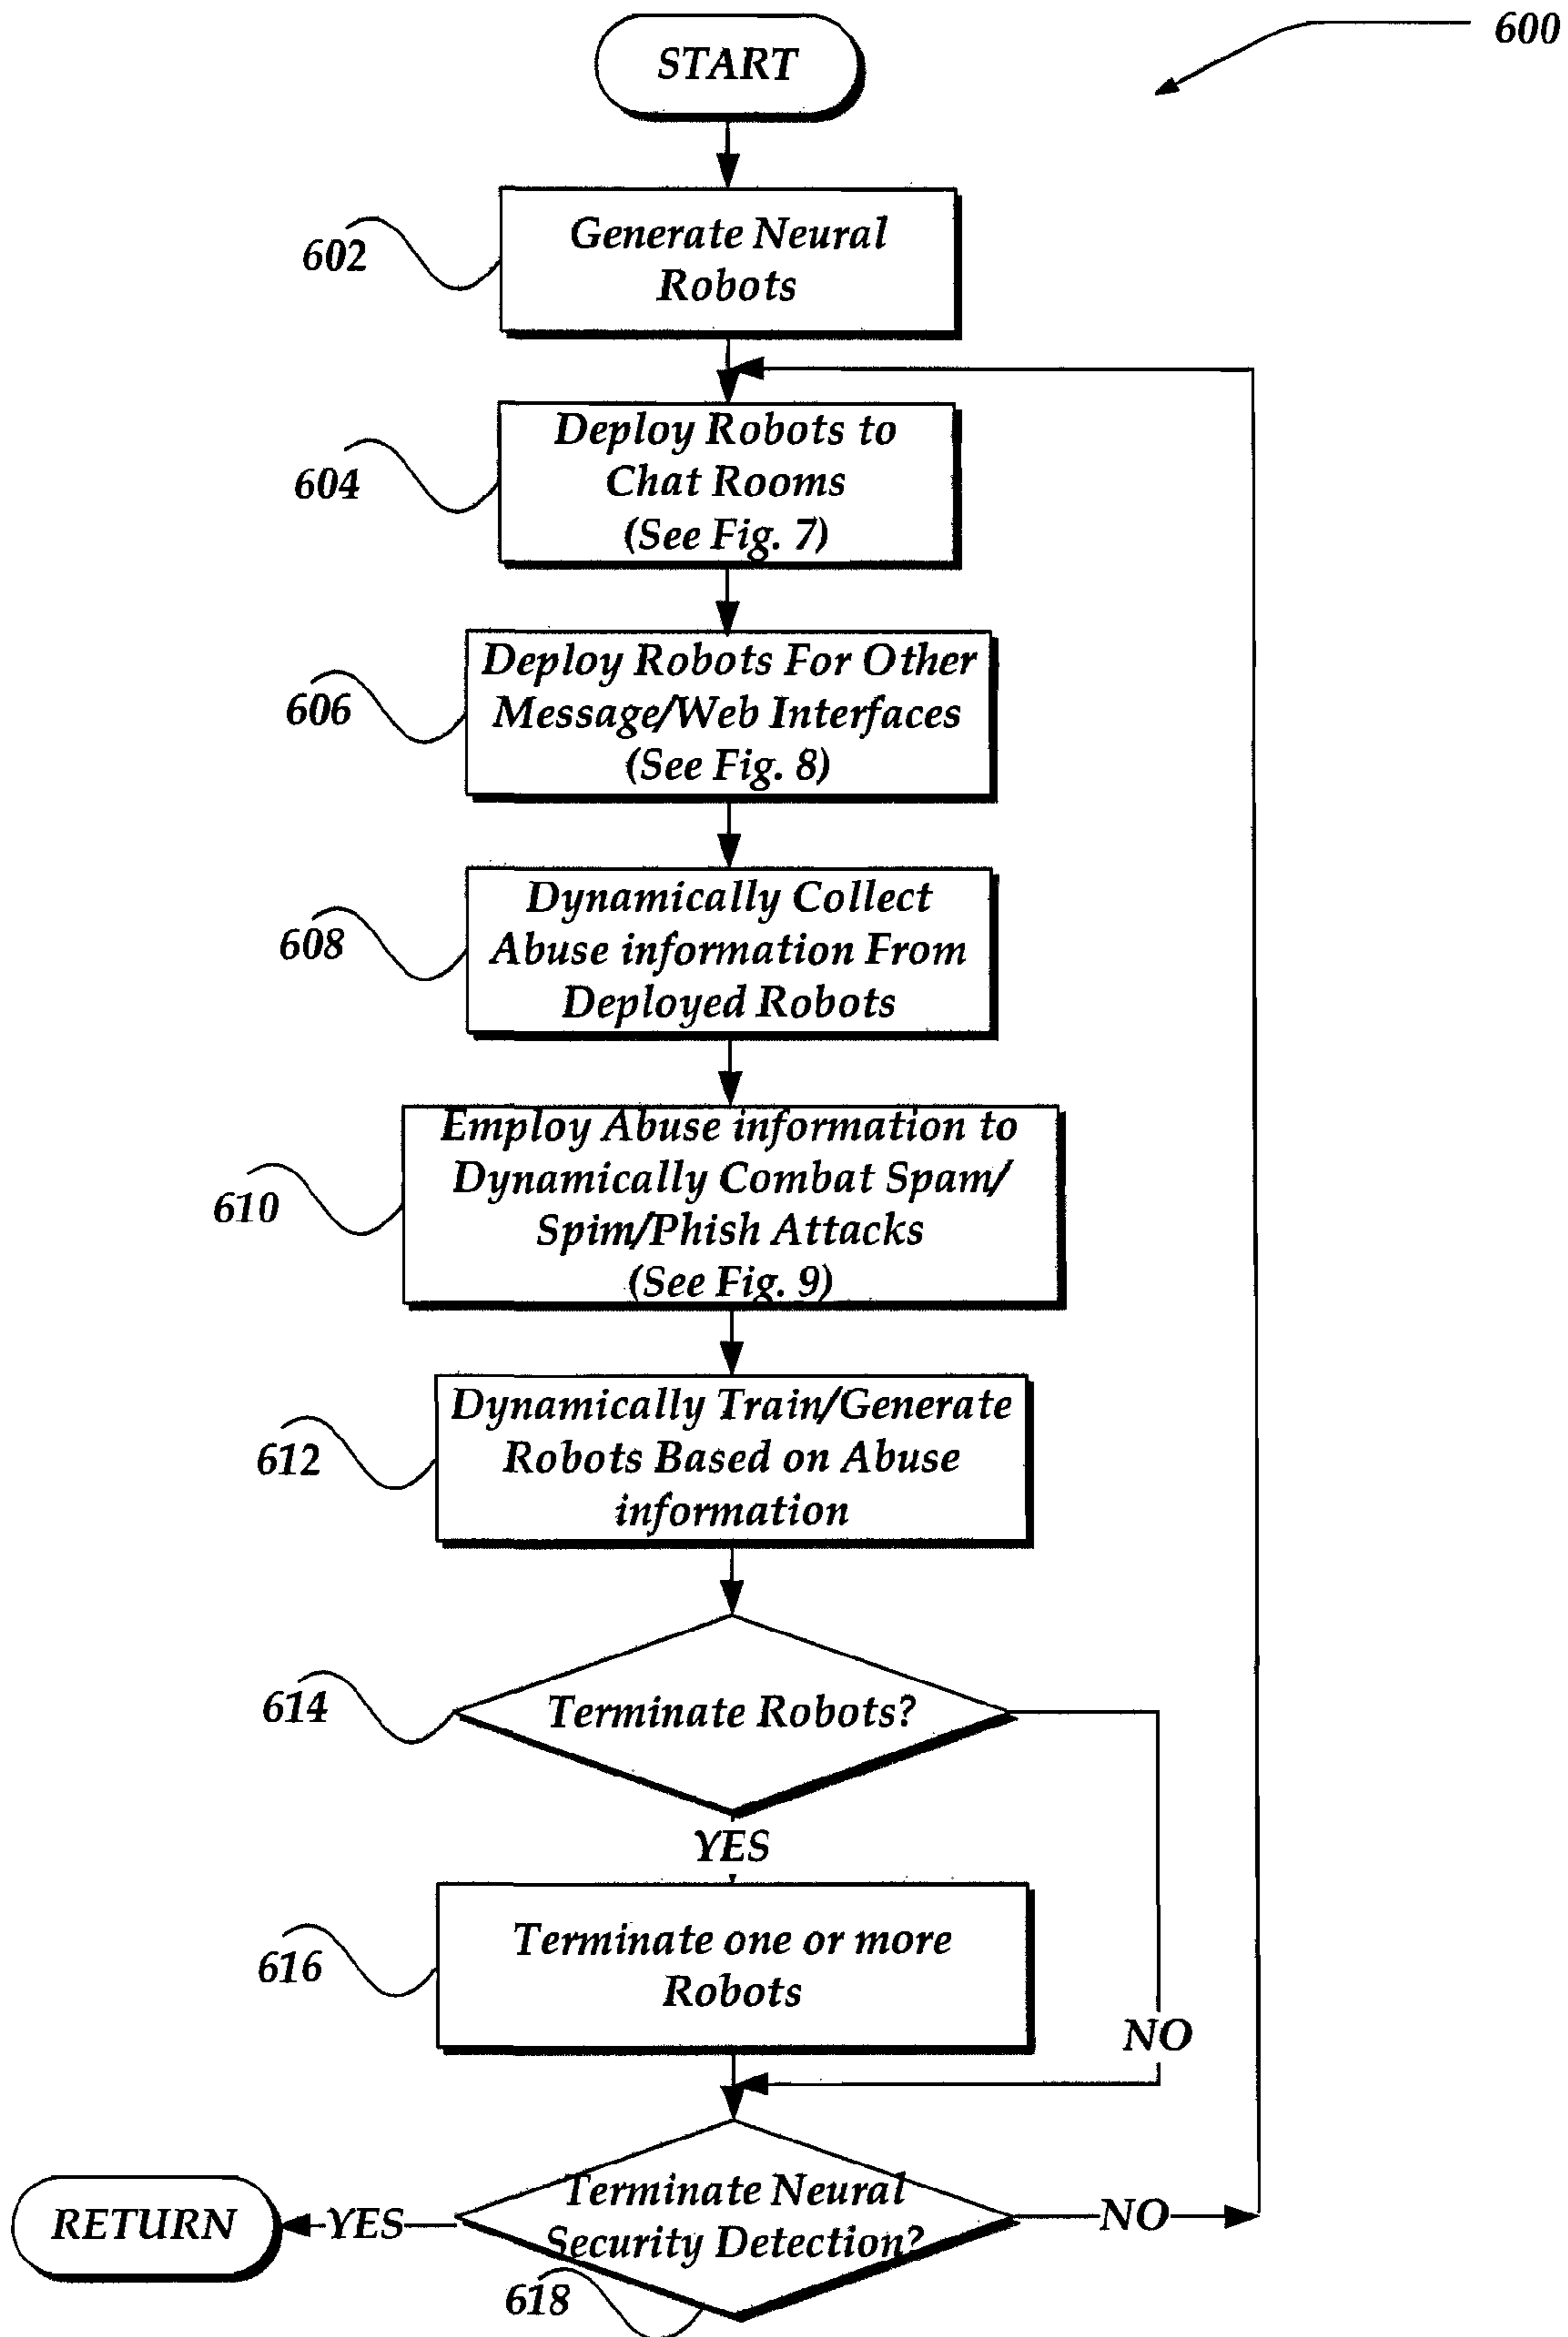 600
START
602
Generate Neural
Robots
604
Deploy Robots to
Chat Rooms
(See Fig. 7)
606
Deploy Robots For Other
Message/Web Interfaces
(See Fig. 8)
608
Dynamically Collect
Abuse information From
Deployed Robots
610
Employ Abuse information to
Dynamically Combat Spam/
Spim/Phish Attacks
(See Fig. 9)
612
Dynamically Train/Generate
Robots Based on Abuse
information
614
Terminate Robots?
YES
616
Terminate one or more
Robots
NO
Terminate Neural
Security Detection?
RETURN
YES
NO
618